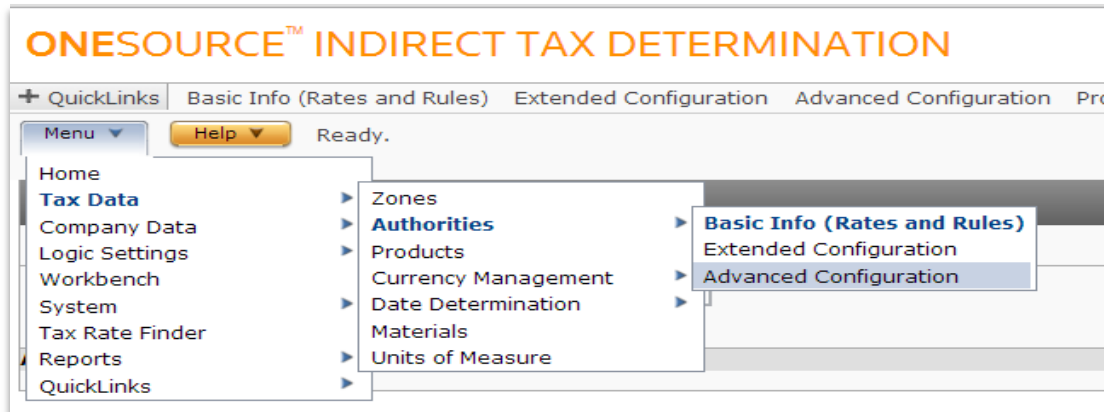 ONESOURCE™ INDIRECT TAX DETERMINATION
+ QuickLinks Basic Info (Rates and Rules) Extended Configuration Advanced Configuration
Menu Help Ready.
Home
Tax Data
Company Data
Logic Settings
Workbench
System
Tax Rate Finder
Reports
QuickLinks
Zones
Authorities
Products
Currency Management
Date Determination
Materials
Units of Measure
Basic Info (Rates and Rules)
Extended Configuration
Advanced Configuration